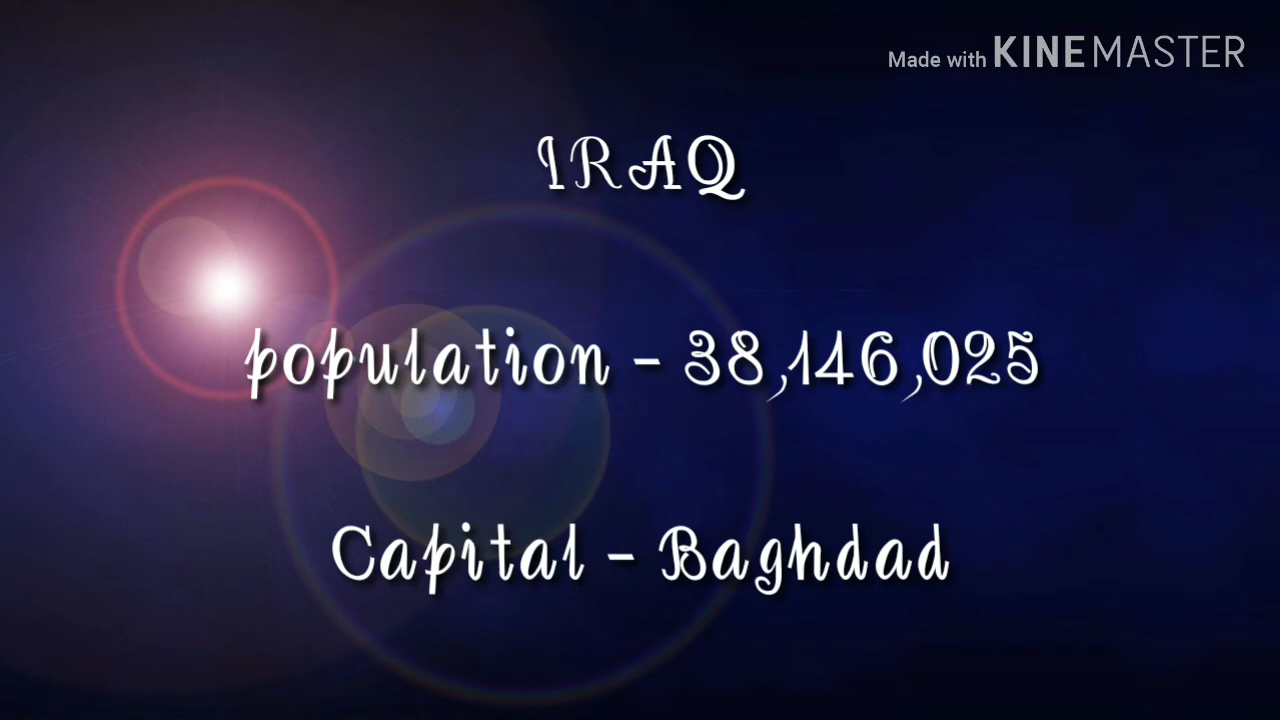 Made with KINEMASTER
IRAQ
population - 38,146,025
Capital - Baghdad